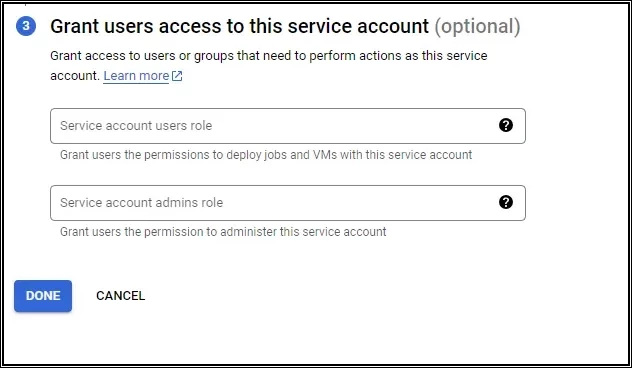 3 Grant users access to this service account (optional)
Grant access to users or groups that need to perform actions as this service
account. Learn more
Service account users role ?
Grant users the permissions to deploy jobs and VMs with this service account
Service account admins role ?
Grant users the permission to administer this service account
DONE CANCEL